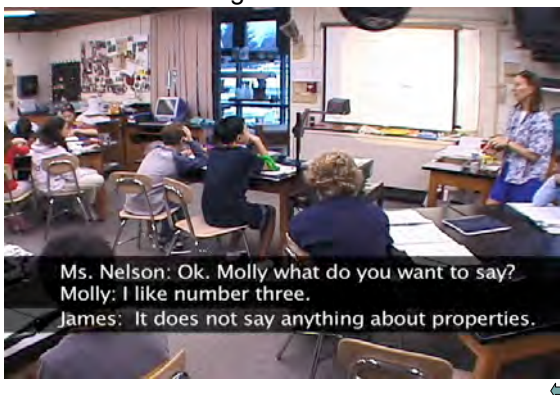 Ms. Nelson: Ok. Molly what do you want to say?
Molly: I like number three.
James:  It does not say anything about properties.